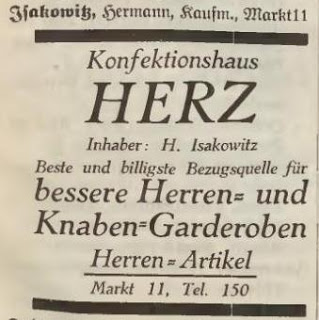 Isakowitz, Hermann, Kaufm., Markt 11
Konfektionshaus
HERZ
Inhaber: H. Isakowitz
Beste und billigste Bezugsquelle für
bessere Herren= und
Knaben=Garderoben
Herren=Artikel
Markt 11, Tel. 150